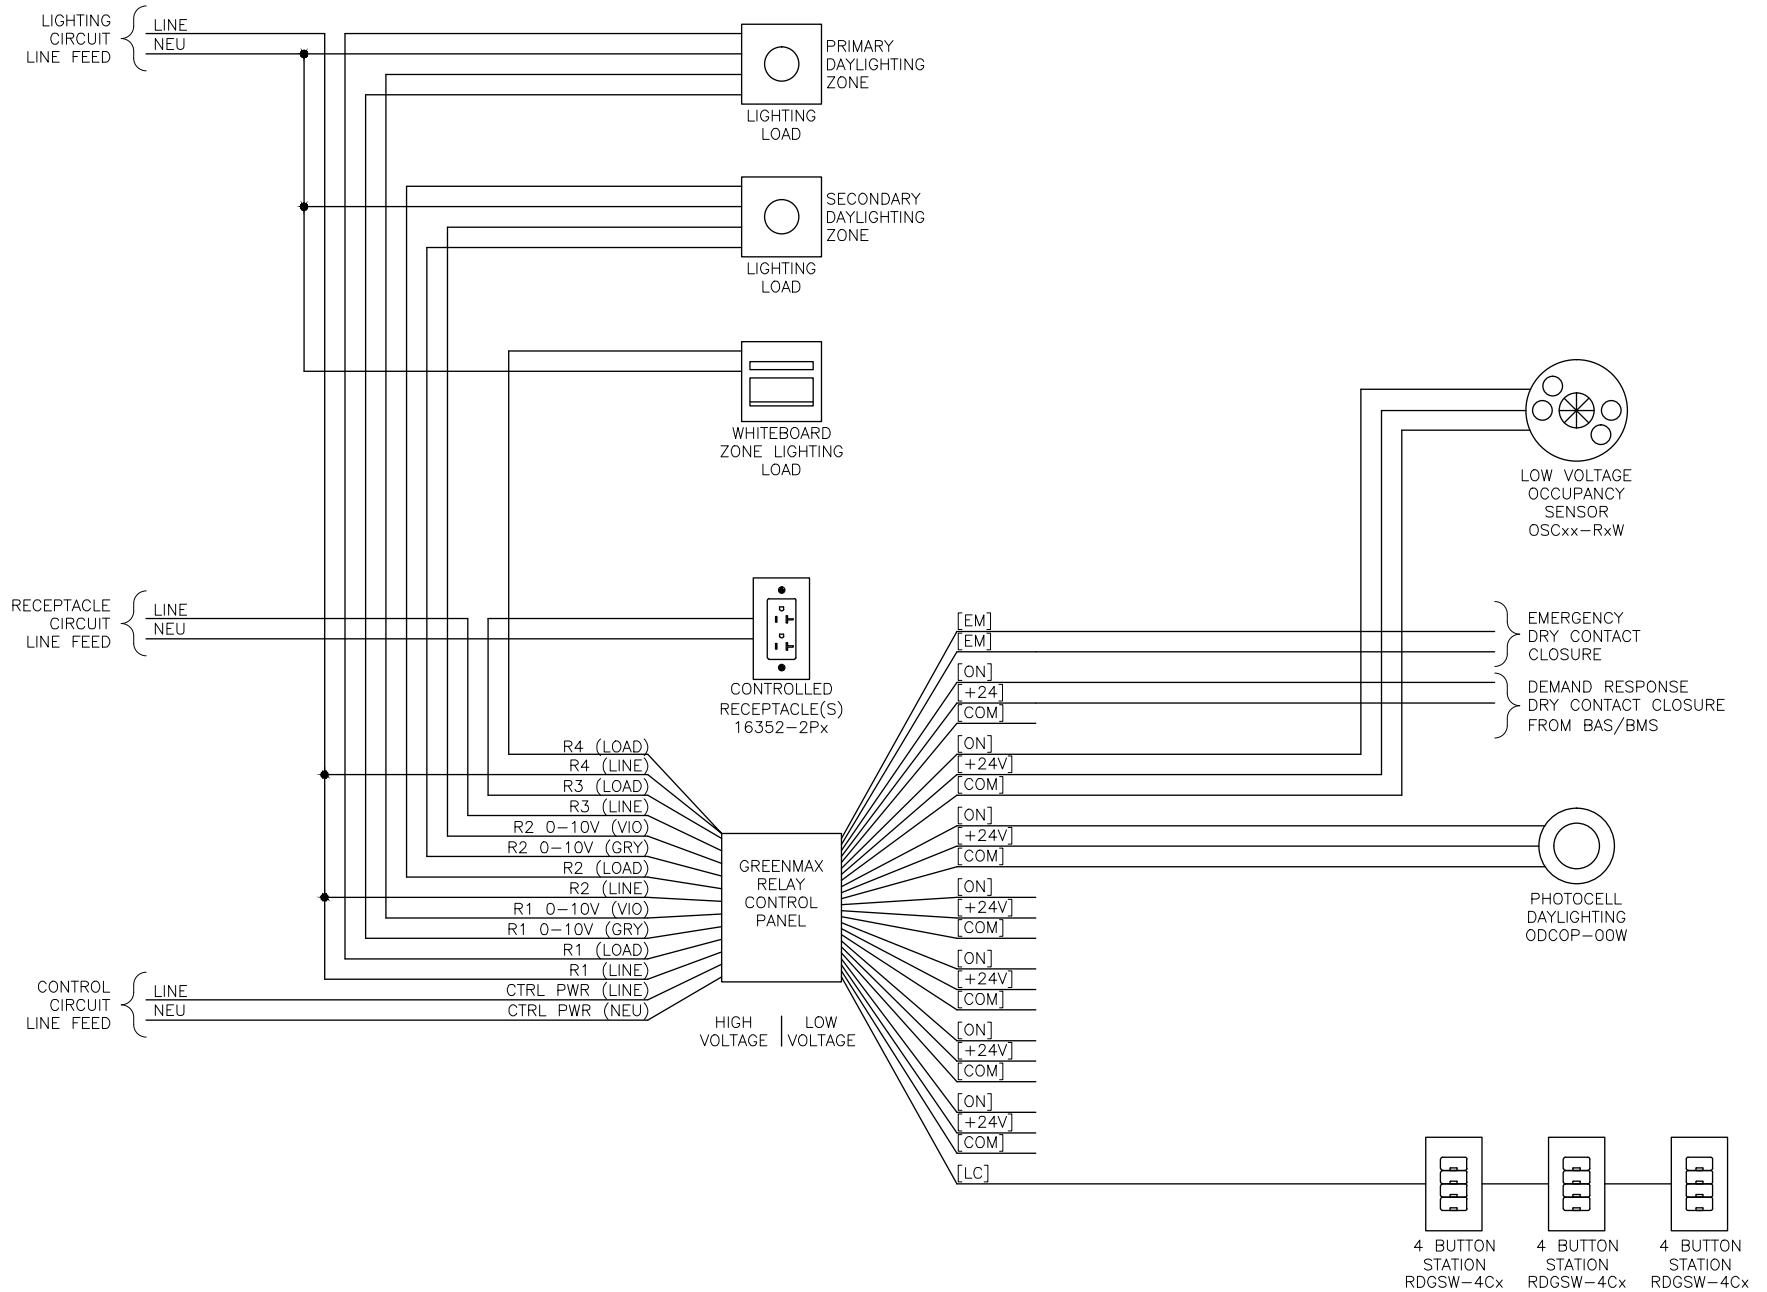 LIGHTING
CIRCUIT
LINE FEED
LINE
NEU
PRIMARY
DAYLIGHTING
ZONE
LIGHTING
LOAD
SECONDARY
DAYLIGHTING
ZONE
LIGHTING
LOAD
WHITEBOARD
ZONE LIGHTING
LOAD
LOW VOLTAGE
OCCUPANCY
SENSOR
OSCxx-RxW
RECEPTACLE
CIRCUIT
LINE FEED
LINE
NEU
CONTROLLED
RECEPTACLE(S)
16352-2Px
[EM]
[EM]
EMERGENCY
DRY CONTACT
CLOSURE
[ON]
[+24]
[COM]
DEMAND RESPONSE
DRY CONTACT CLOSURE
FROM BAS/BMS
R4 (LOAD)
R4 (LINE)
R3 (LOAD)
R3 (LINE)
R2 0-10V (VIO)
R2 0-10V (GRY)
R2 (LOAD)
R2 (LINE)
R1 0-10V (VIO)
R1 0-10V (GRY)
R1 (LOAD)
R1 (LINE)
CTRL PWR (LINE)
CTRL PWR (NEU)
CONTROL
CIRCUIT
LINE FEED
LINE
NEU
GREENMAX
RELAY
CONTROL
PANEL
HIGH
VOLTAGE
LOW
VOLTAGE
[ON]
[+24V]
[COM]
[ON]
[+24V]
[COM]
PHOTOCELL
DAYLIGHTING
ODCOP-00W
[ON]
[+24V]
[COM]
[ON]
[+24V]
[COM]
[ON]
[+24V]
[COM]
[ON]
[+24V]
[COM]
[LC]
4 BUTTON
STATION
RDGSW-4Cx
4 BUTTON
STATION
RDGSW-4Cx
4 BUTTON
STATION
RDGSW-4Cx